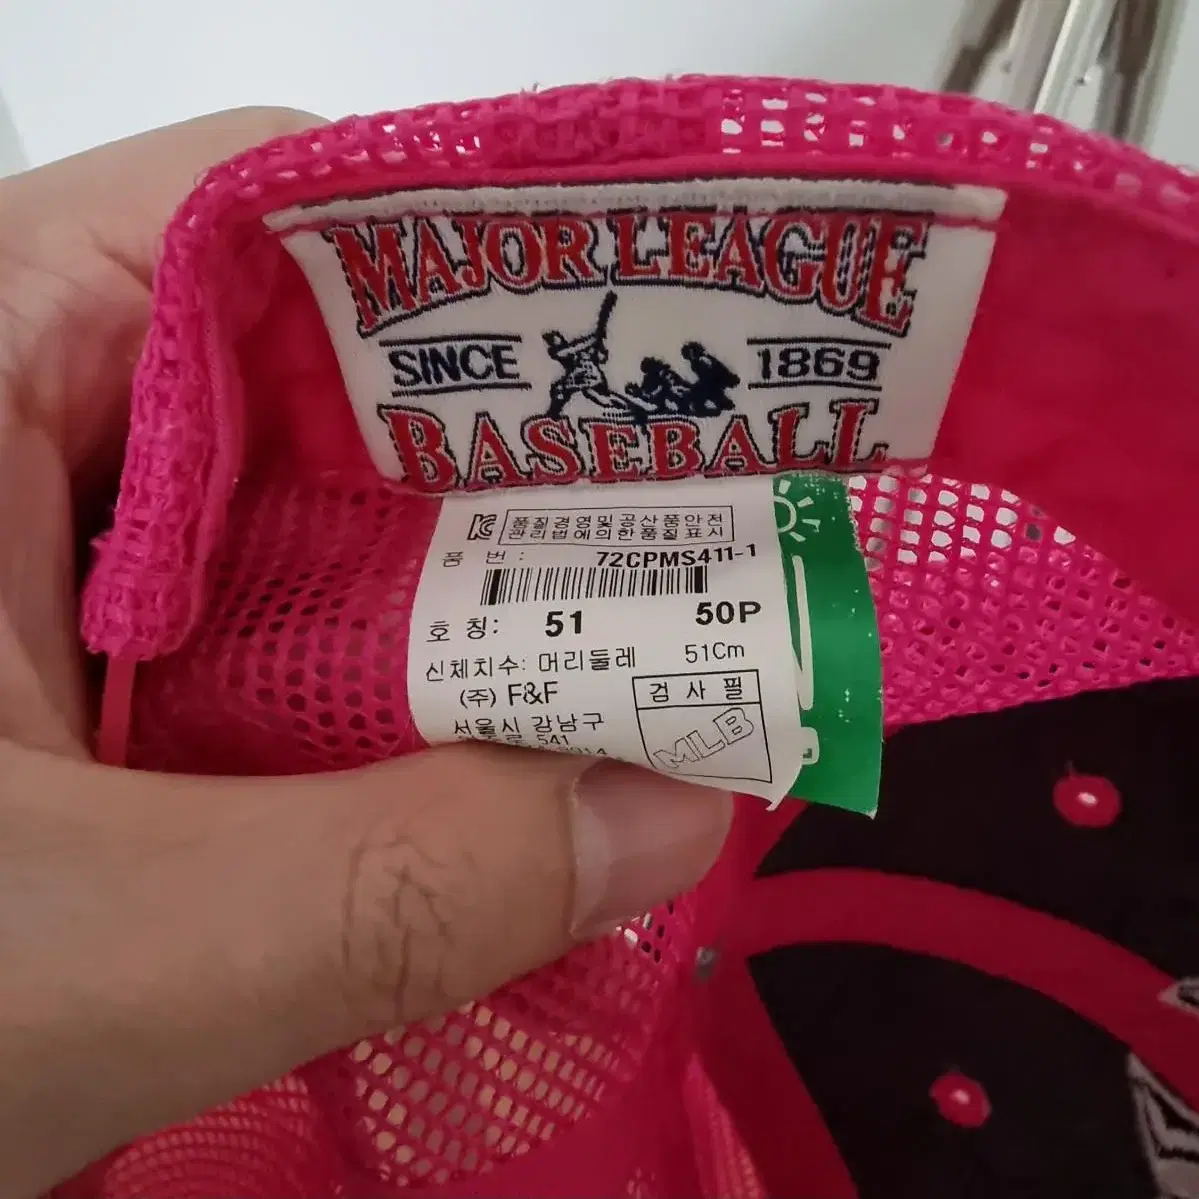 MAJOR LEAGUE
SINCE 1869
BASEBALL
품질경영및 공산품안전
관리법에의한품질표시
품 번: 72CPMS411-1
호칭: 51 50P
신체치수: 머리둘레 51Cm
(주) F&F
검사필
서울시 강남구
MLB
541